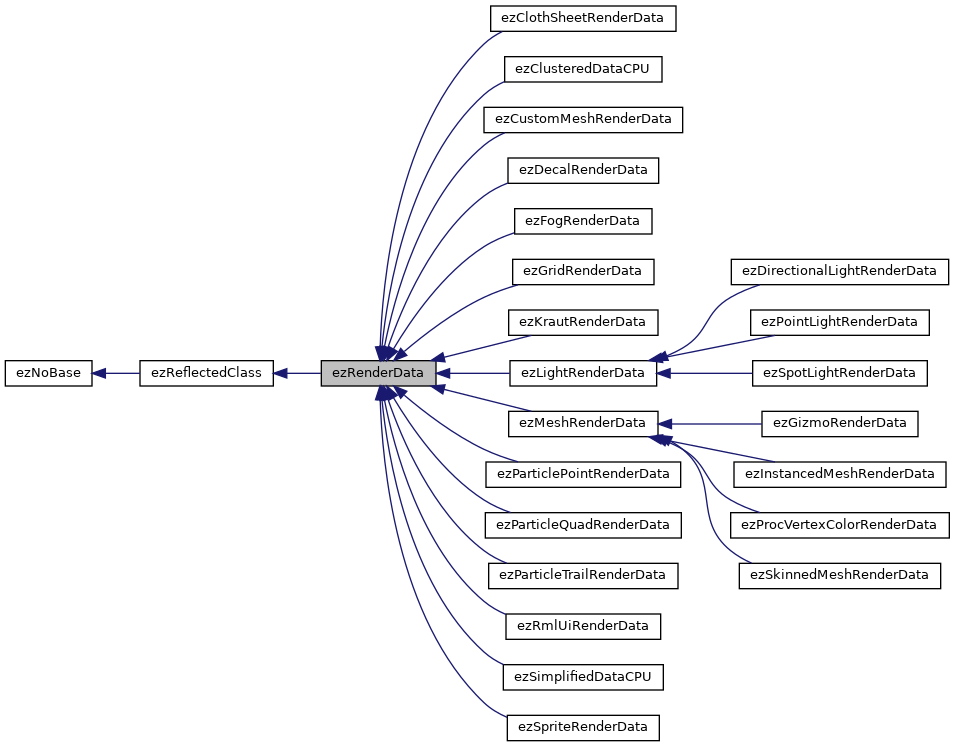 ezClothSheetRenderData
ezClusteredDataCPU
ezCustomMeshRenderData
ezDecalRenderData
ezFogRenderData
ezGridRenderData
ezDirectionalLightRenderData
ezKrautRenderData
ezPointLightRenderData
ezNoBase
ezReflectedClass
ezRenderData
ezLightRenderData
ezSpotLightRenderData
ezMeshRenderData
ezGizmoRenderData
ezParticlePointRenderData
ezInstancedMeshRenderData
ezParticleQuadRenderData
ezProcVertexColorRenderData
ezParticleTrailRenderData
ezSkinnedMeshRenderData
ezRmlUiRenderData
ezSimplifiedDataCPU
ezSpriteRenderData